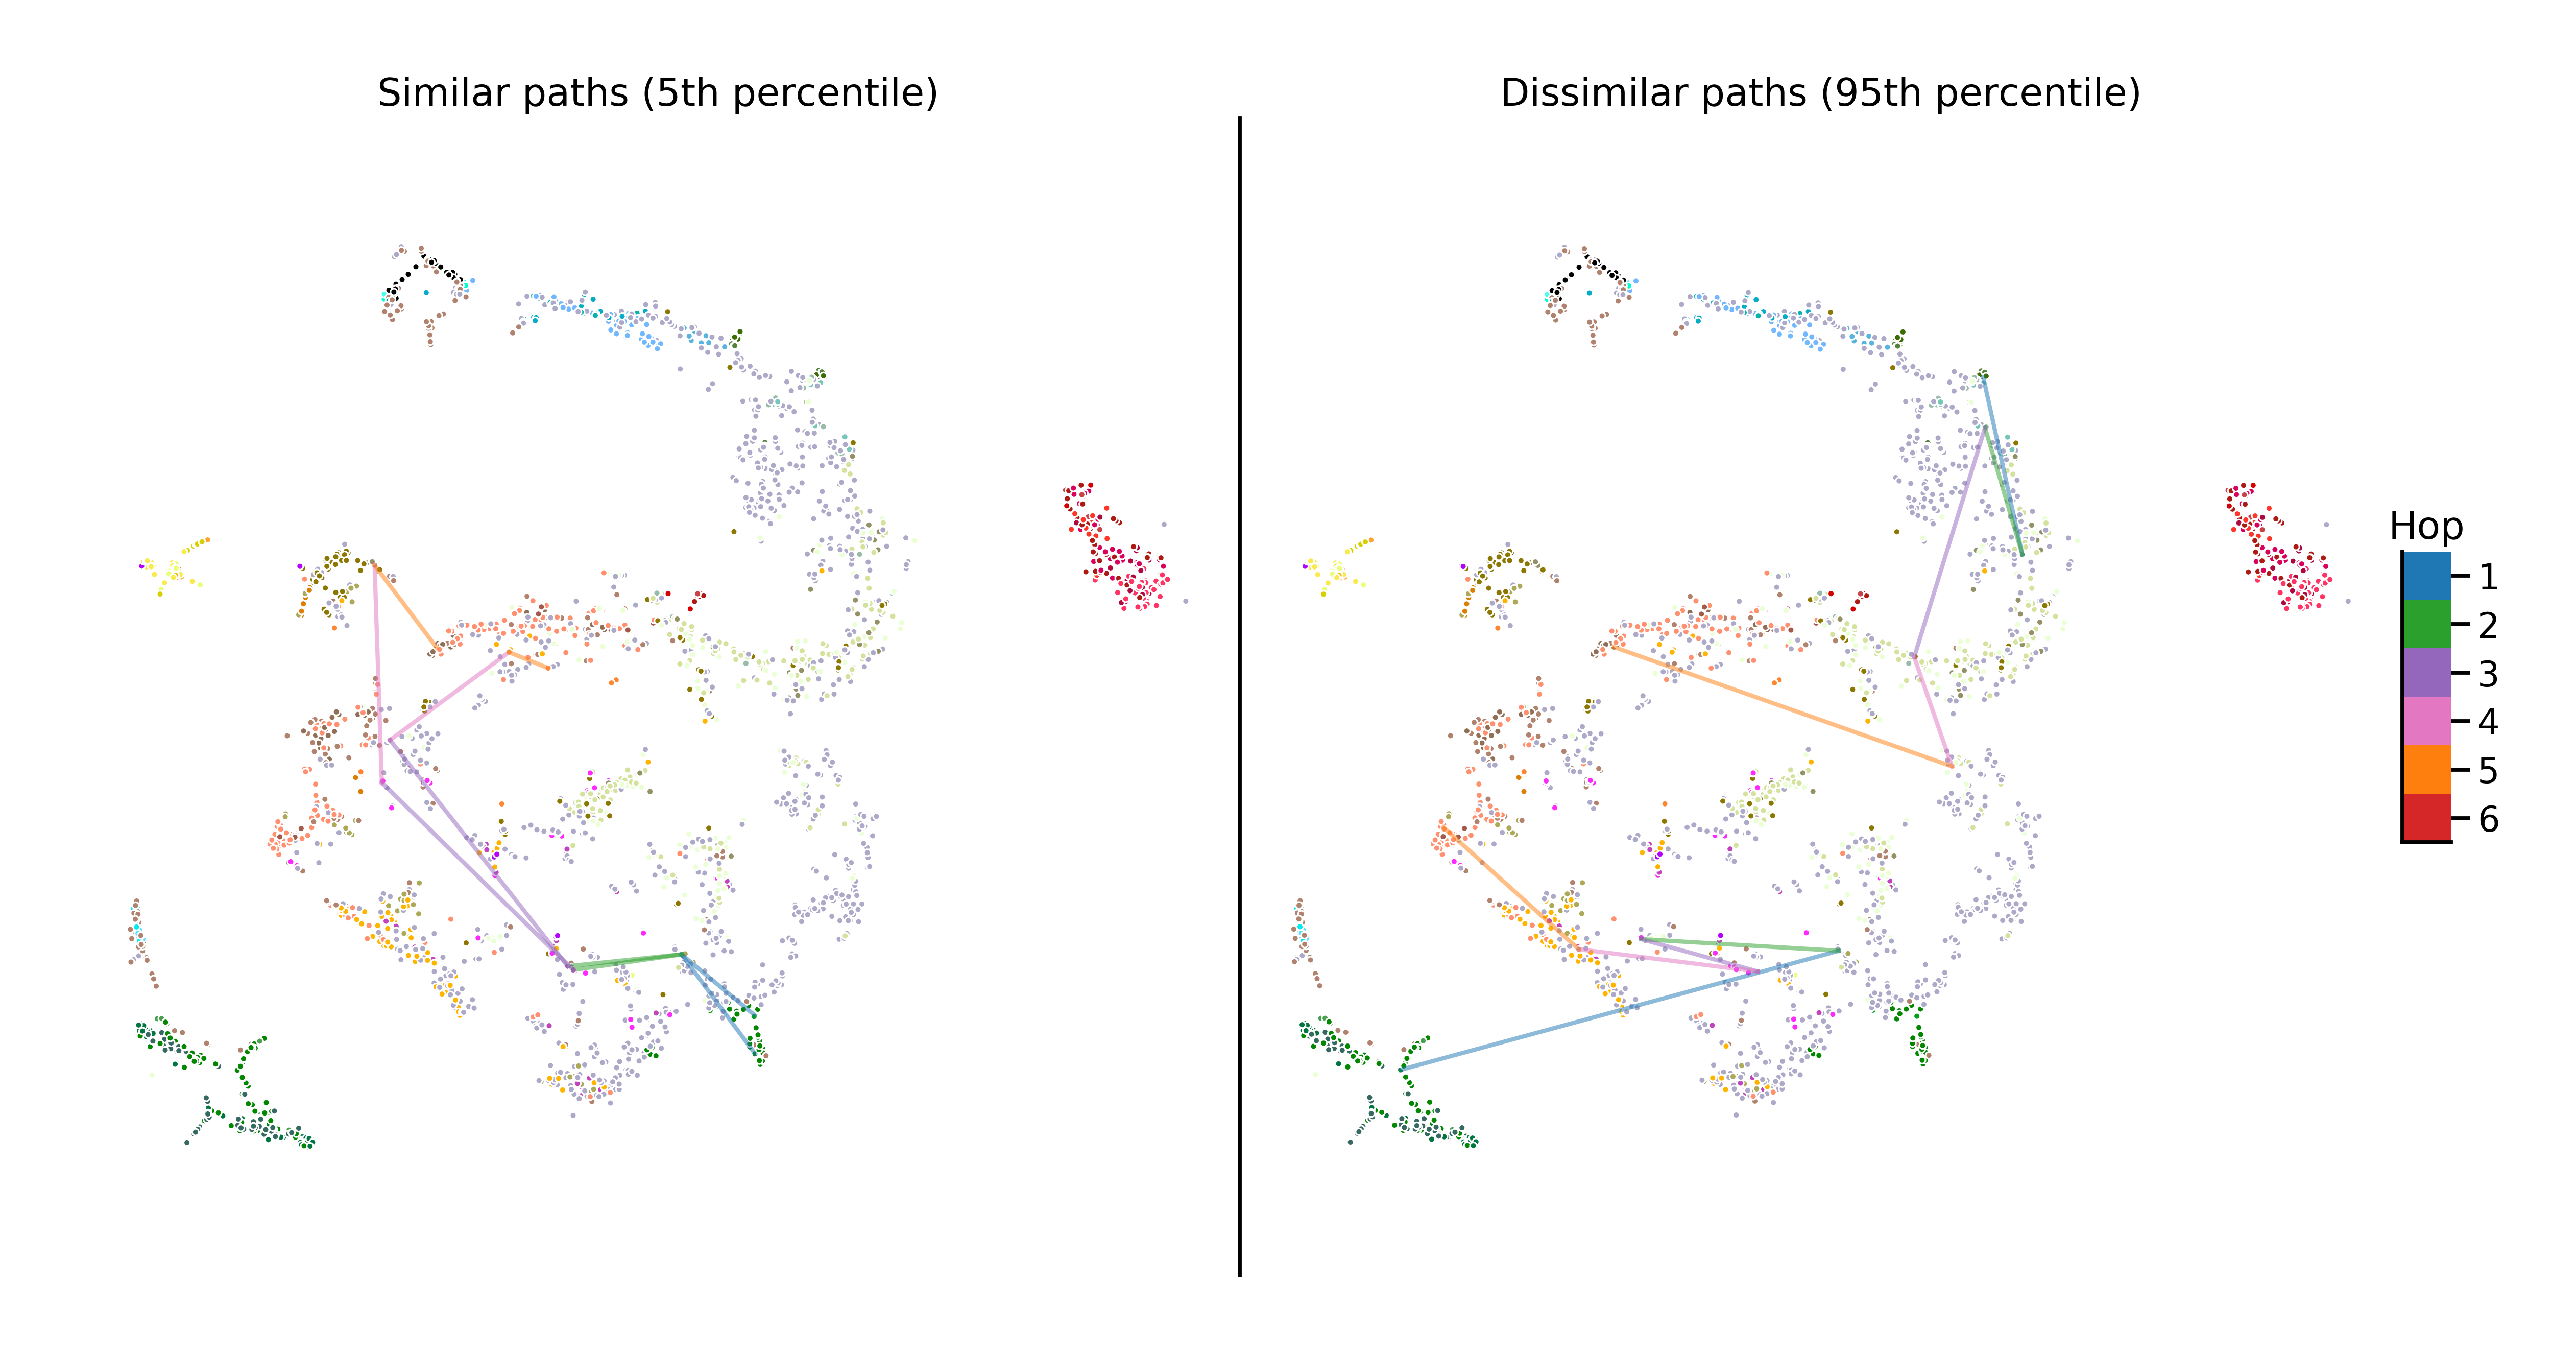 Similar paths (5th percentile)
Dissimilar paths (95th percentile)
Hop
1
2
3
4
5
6